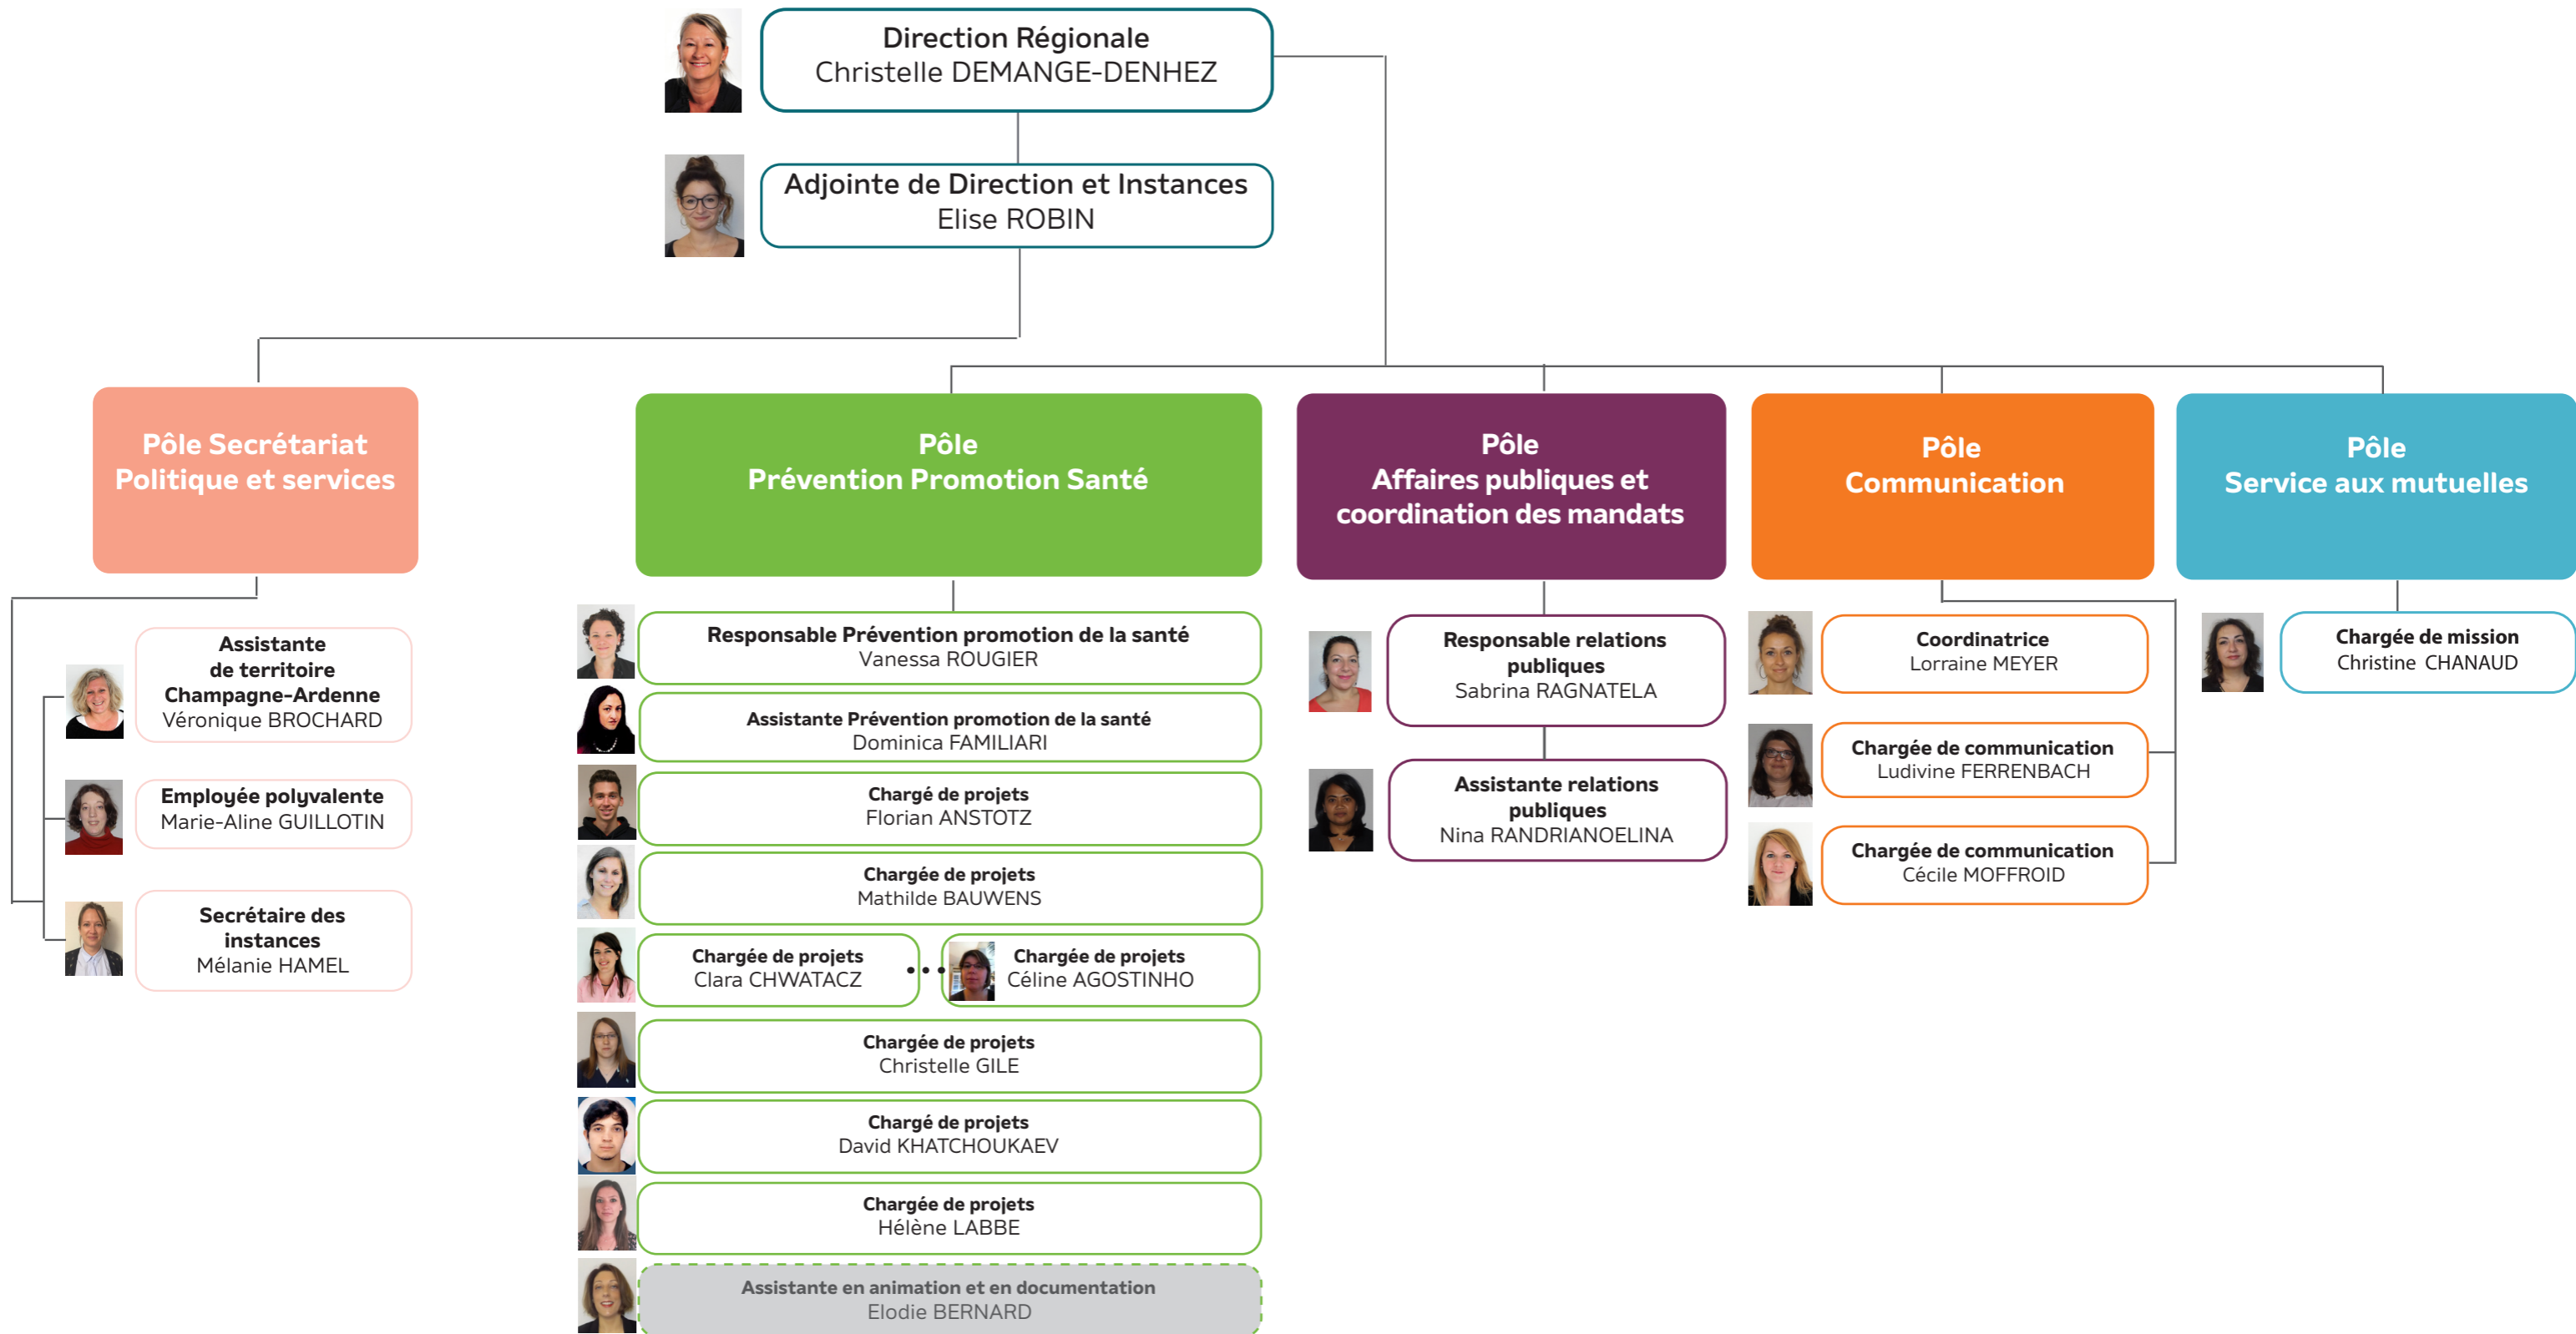 Direction Régionale
Christelle DEMANGE-DENHEZ
Adjointe de Direction et Instances
Elise ROBIN
Pôle Secrétariat
Politique et services
Assistante
de territoire
Champagne-Ardenne
Véronique BROCHARD
Employée polyvalente
Marie-Aline GUILLOTIN
Secrétaire des
instances
Mélanie HAMEL
Pôle
Prévention Promotion Santé
Responsable Prévention promotion de la santé
Vanessa ROUGIER
Assistante Prévention promotion de la santé
Dominica FAMILIARI
Chargé de projets
Florian ANSTOTZ
Chargée de projets
Mathilde BAUWENS
Chargée de projets
Clara CHWATACZ
Chargée de projets
Céline AGOSTINHO
Chargée de projets
Christelle GILE
Chargé de projets
David KHATCHOUKAEV
Chargée de projets
Hélène LABBE
Assistante en animation et en documentation
Elodie BERNARD
Pôle
Affaires publiques et
coordination des mandats
Responsable relations
publiques
Sabrina RAGNATELA
Assistante relations
publiques
Nina RANDRIANOELINA
Pôle
Communication
Coordinatrice
Lorraine MEYER
Chargée de communication
Ludivine FERRENBACH
Chargée de communication
Cécile MOFFROID
Pôle
Service aux mutuelles
Chargée de mission
Christine CHANAUD